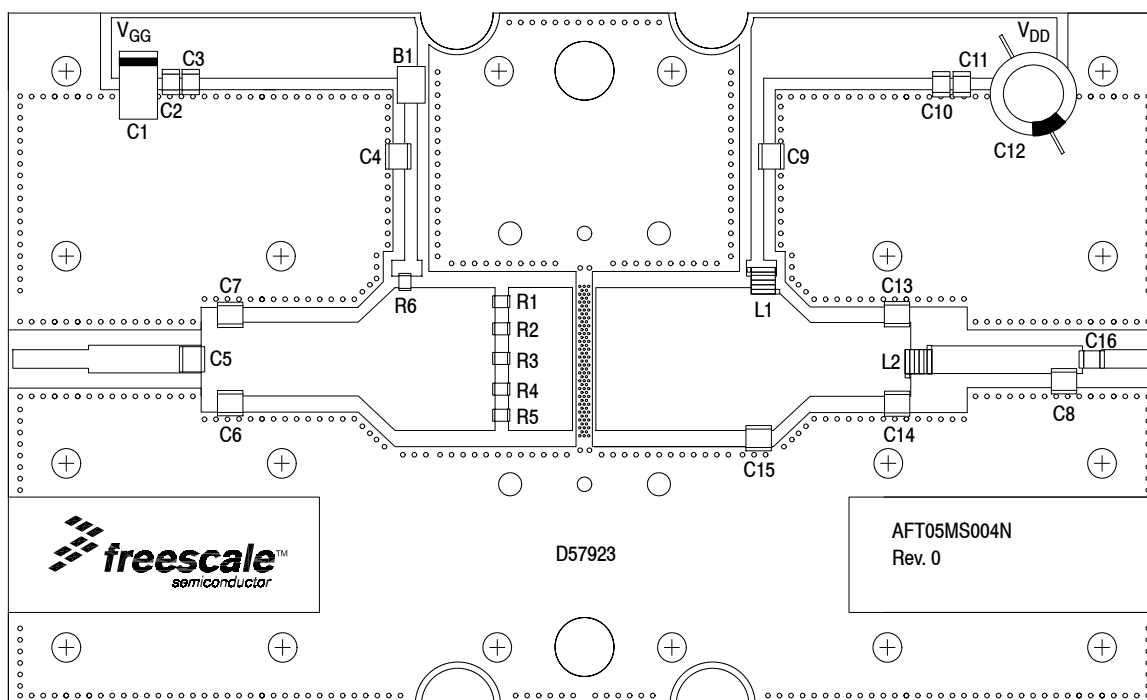 VGG
VDD
C3
B1
C11
C2
C1
C10
C12
C4
C9
C7
R6
L1
C13
R1
R2
R3
R4
R5
C5
L2
C16
C6
C14
C8
C15
freescale™
semiconductor
D57923
AFT05MS004N
Rev. 0